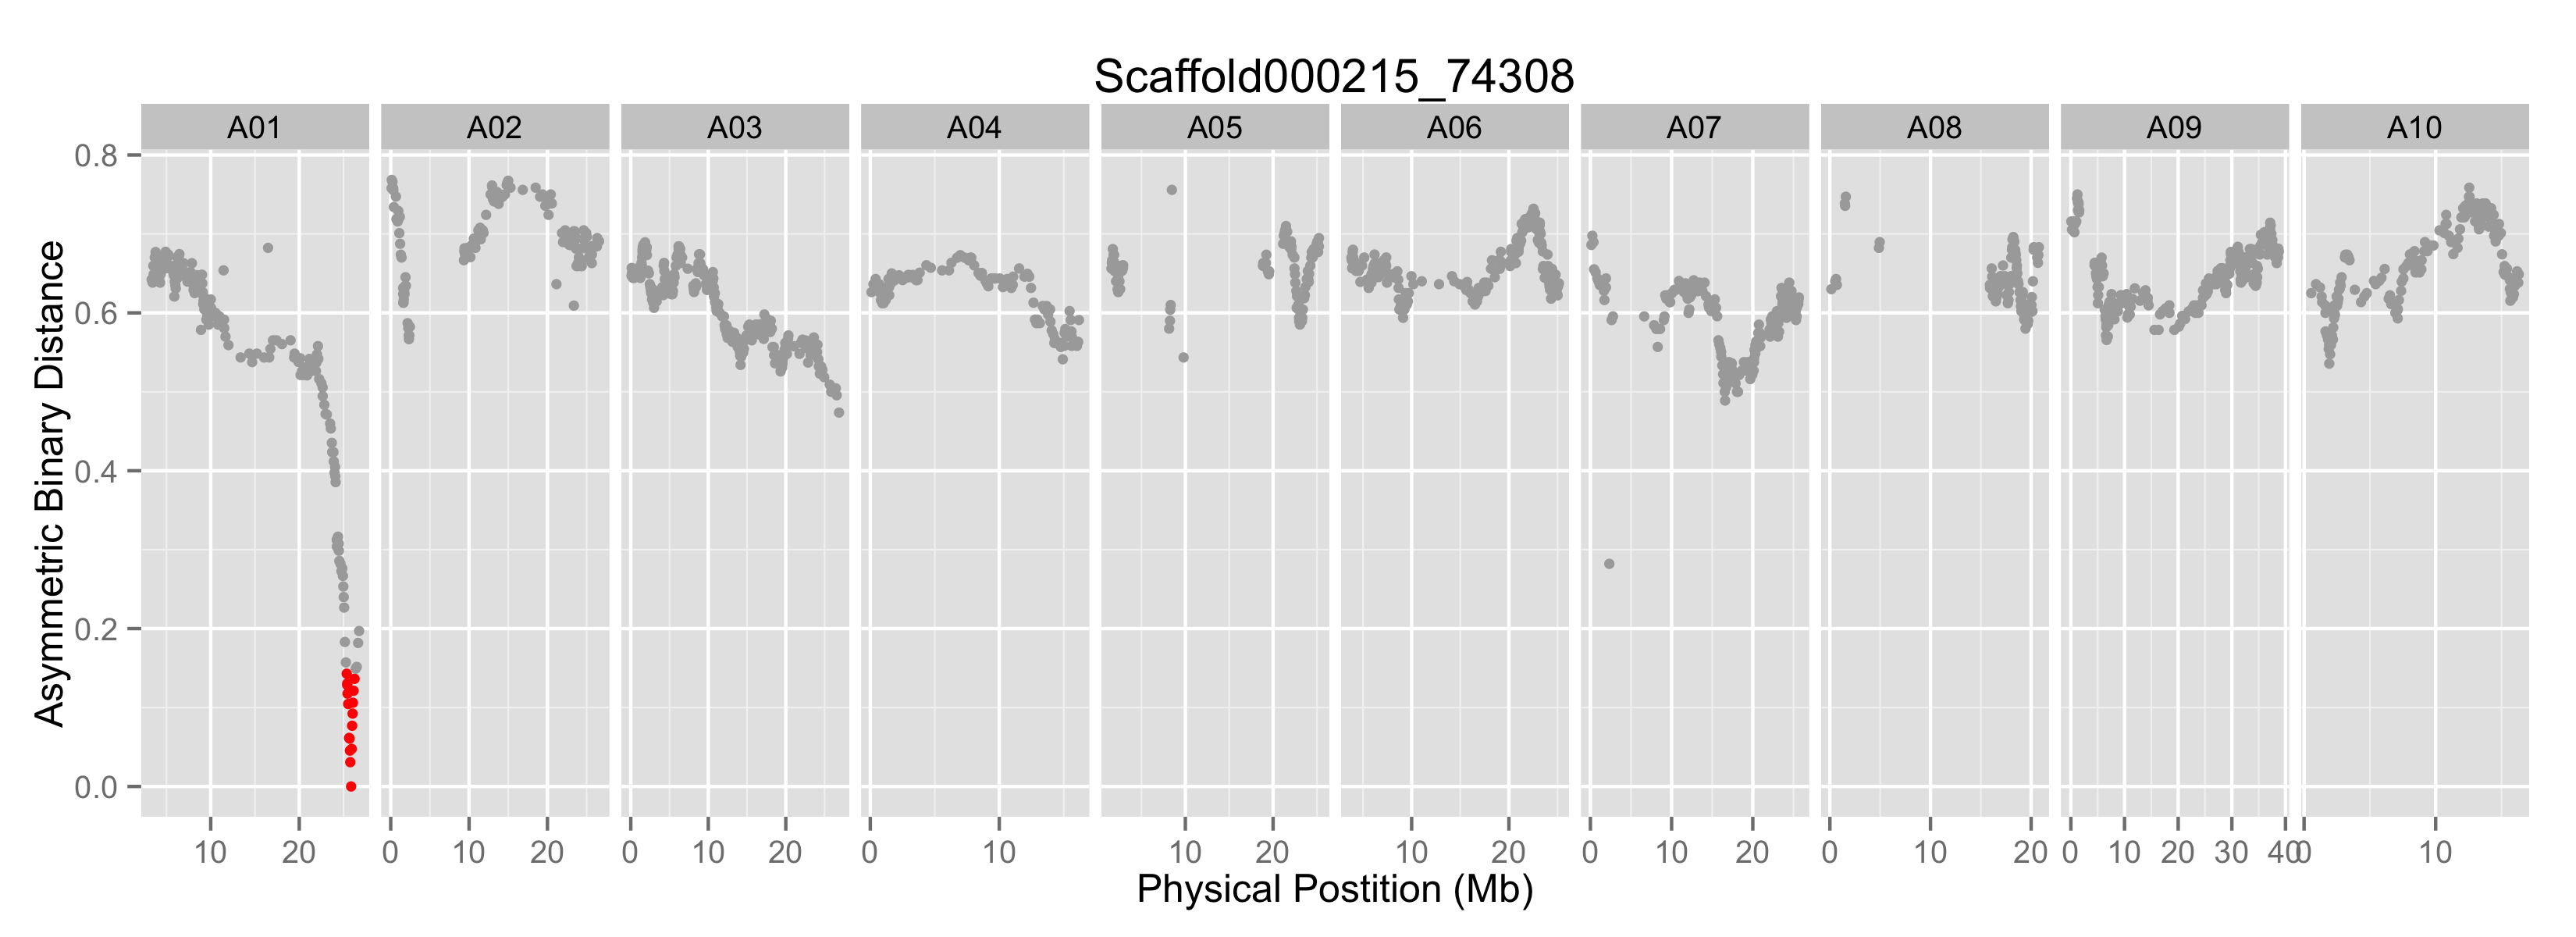 Scaffold000215_74308
A01 A02 A03 A04 A05 A06 A07 A08 A09 A10
Asymmetric Binary Distance
0.8
0.6
0.4
0.2
0.0
10 20 0 10 20 0 10 20 0 10 10 20 10 20 0 10 20 0 10 20 0 10 20 30 40 0 10
Physical Postition (Mb)